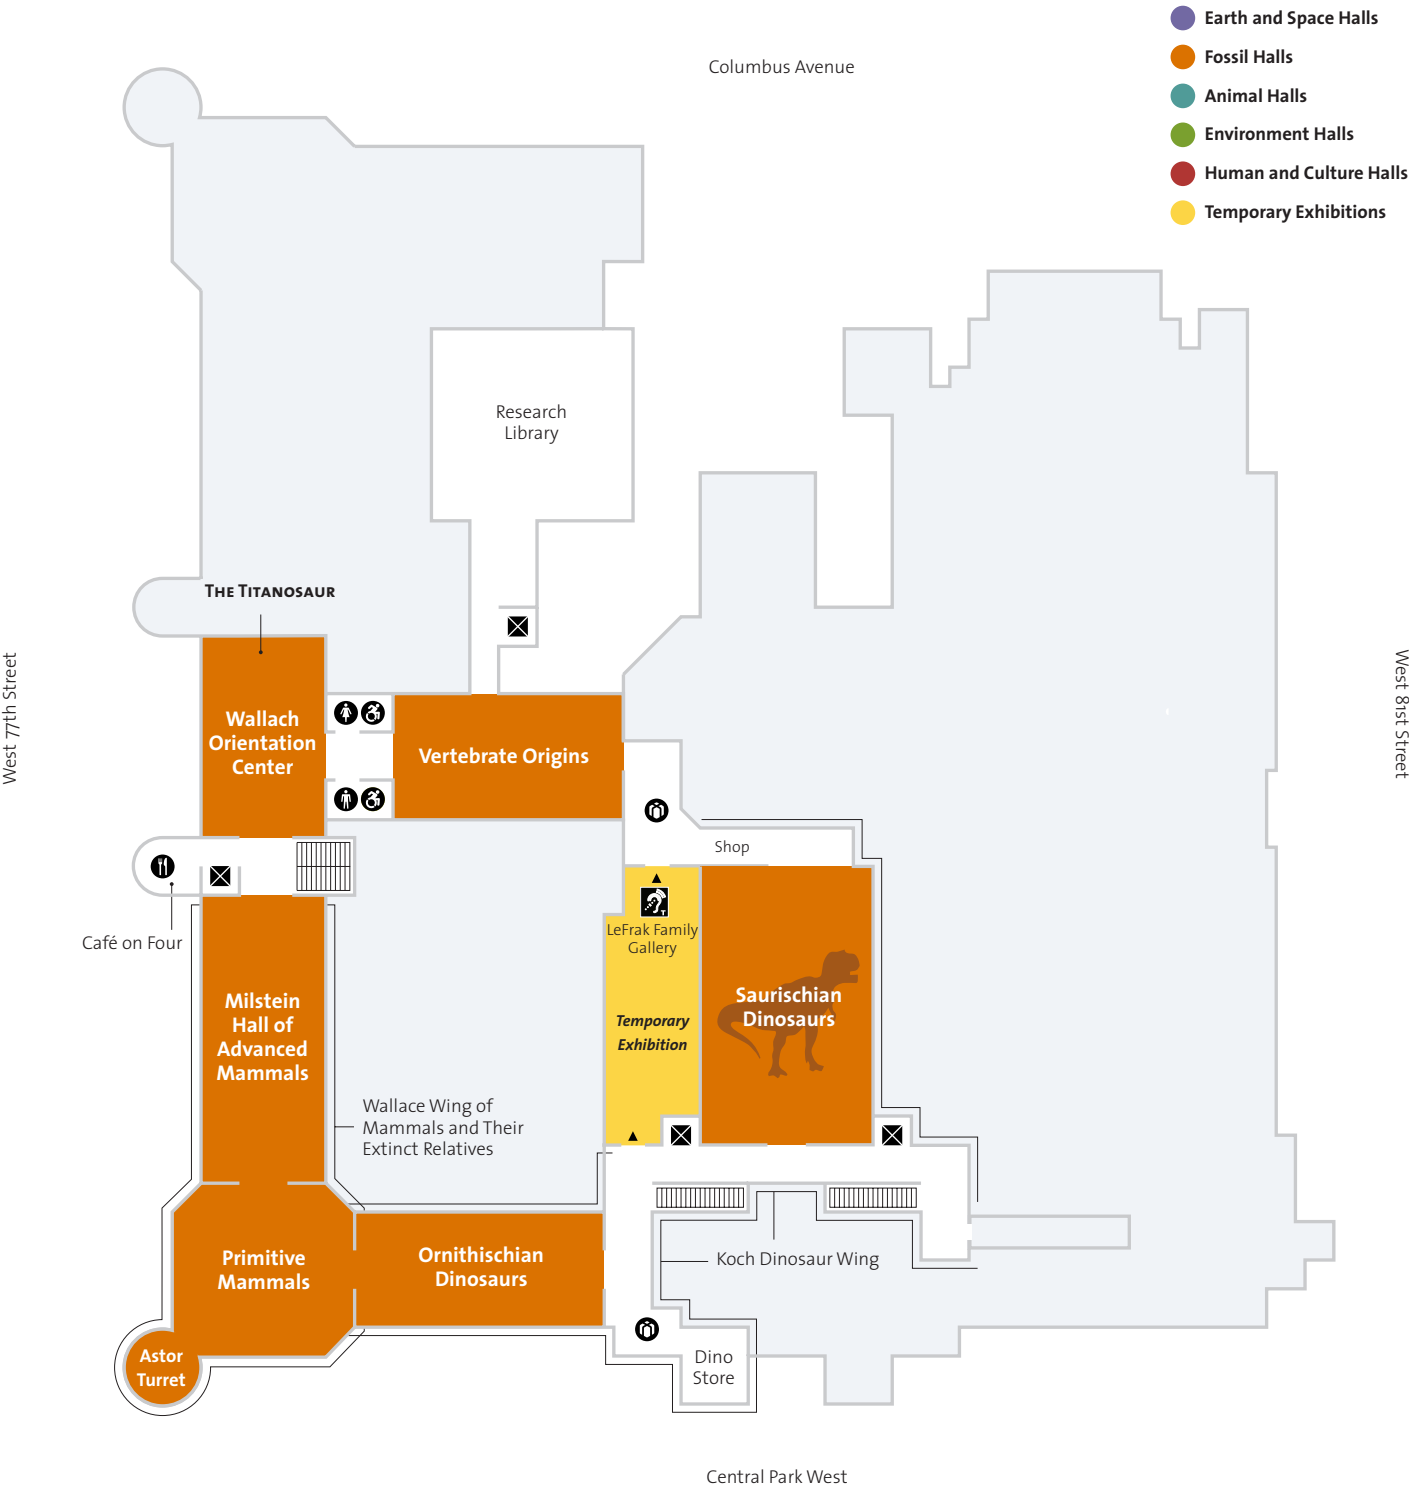 Earth and Space Halls
Fossil Halls
Animal Halls
Environment Halls
Human and Culture Halls
Temporary Exhibitions
Columbus Avenue
Research
Library
The Titanosaur
West 77th Street
West 81st Street
Wallach
Orientation
Center
Vertebrate Origins
Shop
Café on Four
LeFrak Family
Gallery
T
Temporary
Exhibition
Saurischian
Dinosaurs
Milstein
Hall of
Advanced
Mammals
Wallace Wing of
Mammals and Their
Extinct Relatives
Primitive
Mammals
Ornithischian
Dinosaurs
Koch Dinosaur Wing
Astor
Turret
Dino
Store
Central Park West